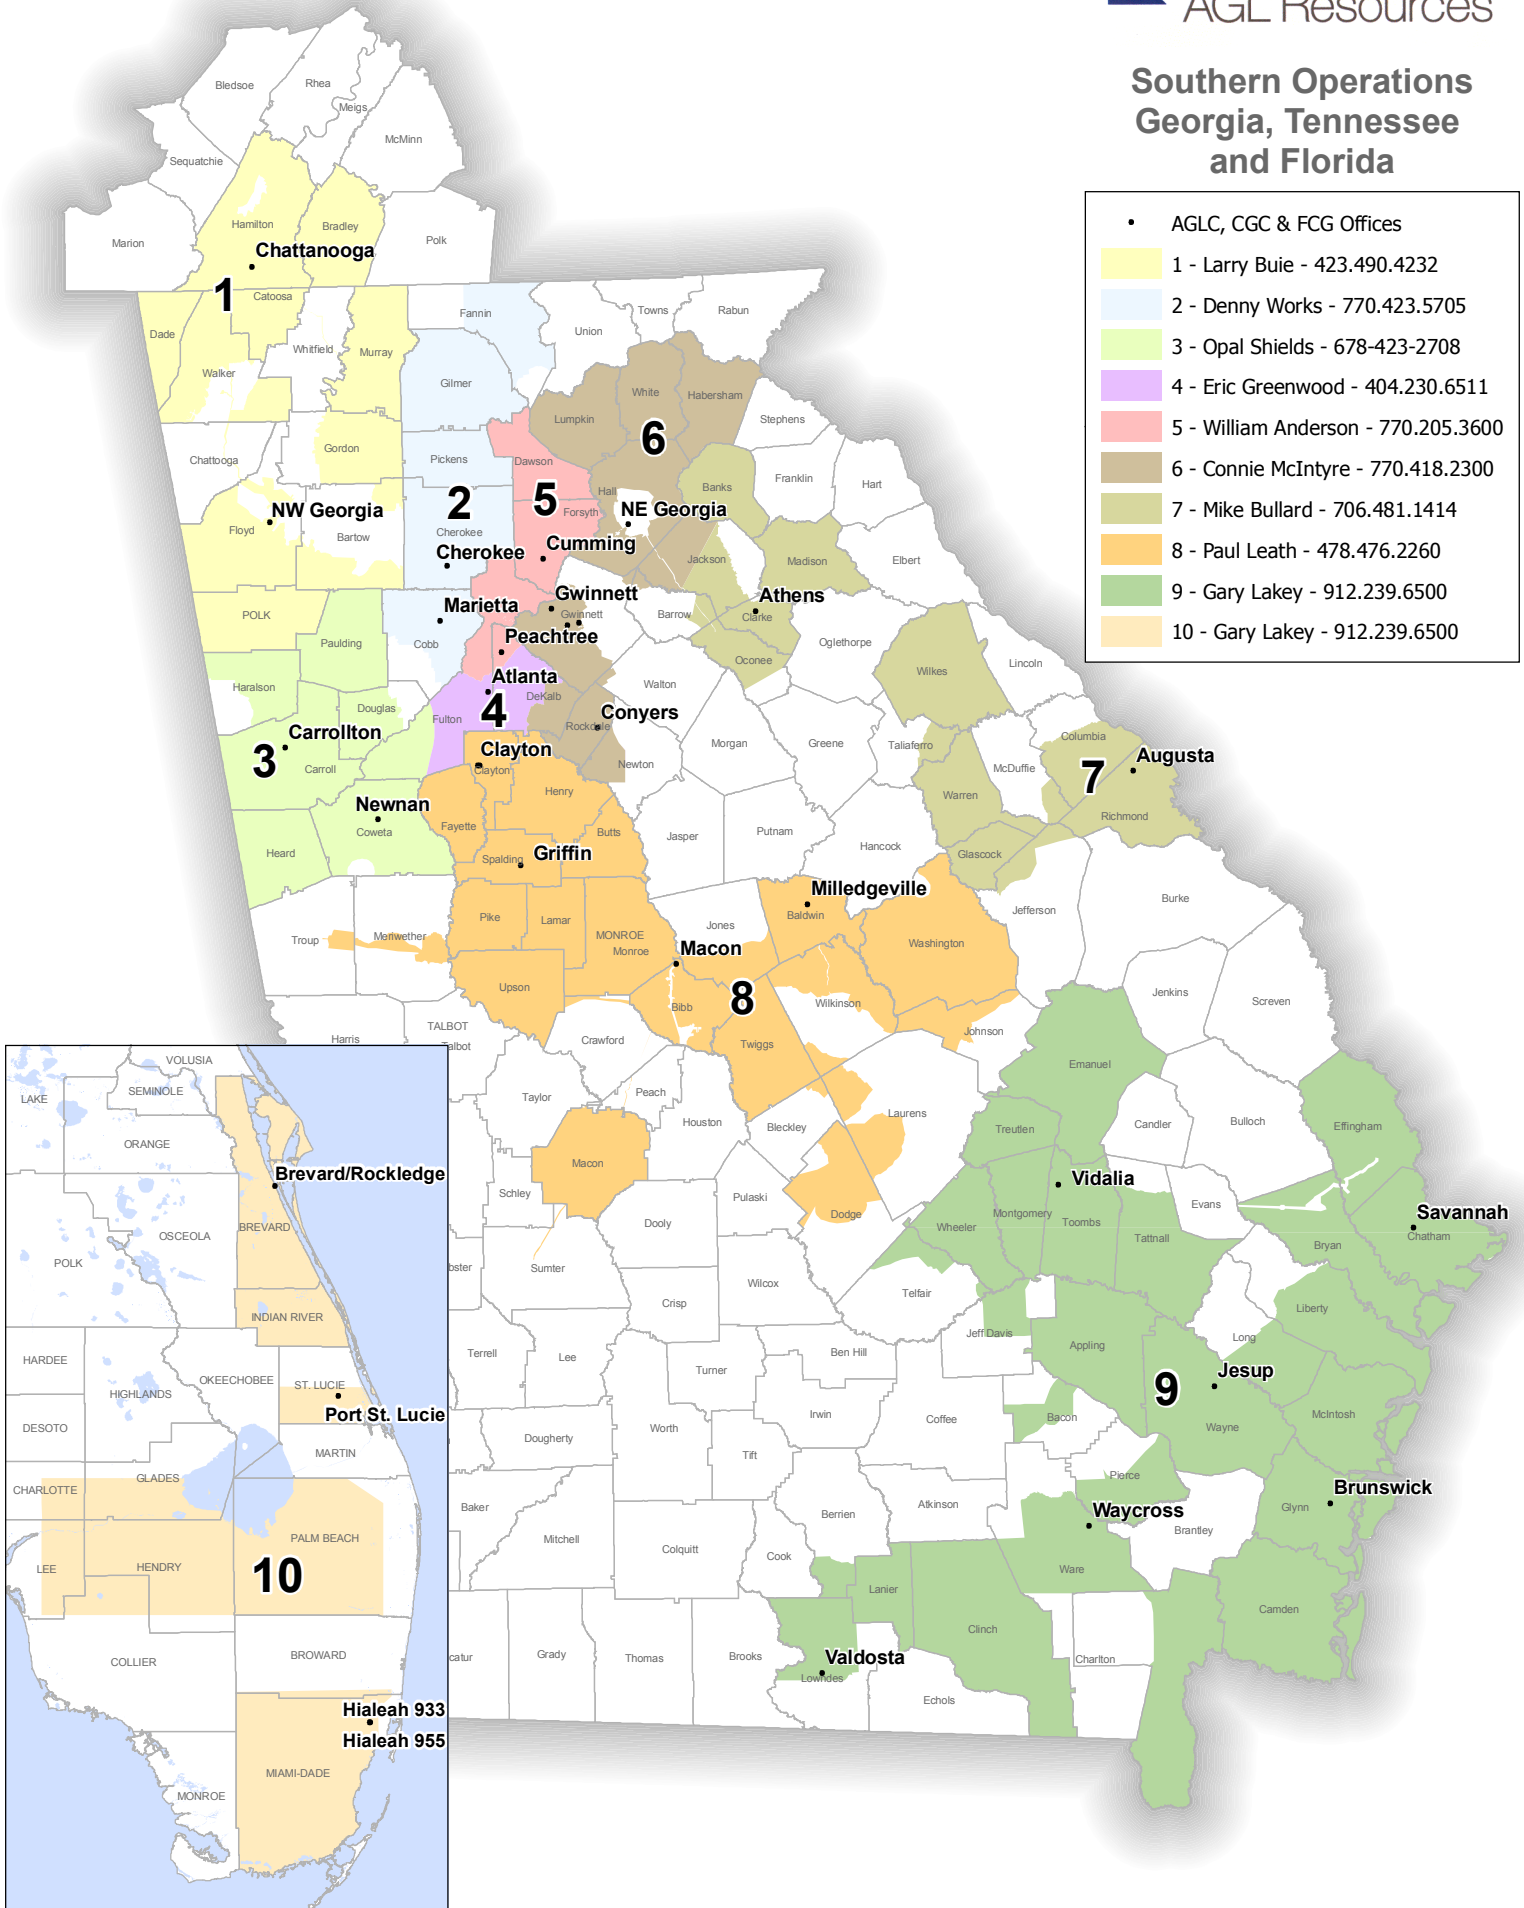 AGL Resources
Southern Operations
Georgia, Tennessee
and Florida
AGLC, CGC & FCG Offices
1 - Larry Buie - 423.490.4232
2 - Denny Works - 770.423.5705
3 - Opal Shields - 678-423-2708
4 - Eric Greenwood - 404.230.6511
5 - William Anderson - 770.205.3600
6 - Connie McIntyre - 770.418.2300
7 - Mike Bullard - 706.481.1414
8 - Paul Leath - 478.476.2260
9 - Gary Lakey - 912.239.6500
10 - Gary Lakey - 912.239.6500
Bledsoe
Rhea
Meigs
McMinn
Sequatchie
Hamilton
Bradley
Marion
Polk
Chattanooga
1
Catoosa
Dade
Walker
Whitfield
Murray
Fannin
Union
Towns
Rabun
Gilmer
White
Habersham
Lumpkin
6
Stephens
Chattooga
Gordon
Pickens
Dawson
Hall
Banks
Franklin
Hart
NW Georgia
2
5
Forsyth
NE Georgia
Floyd
Bartow
Cherokee
Cherokee
Cumming
Jackson
Madison
Elbert
POLK
Marietta
Gwinnett
Gwinnett
Barrow
Athens
Clarke
Paulding
Cobb
Peachtree
Oconee
Oglethorpe
Wilkes
Lincoln
Haralson
Atlanta
DeKalb
Walton
Douglas
Fulton
4
Rockdale
Conyers
Carrollton
3
Carroll
Clayton
Clayton
Newton
Morgan
Greene
Taliaferro
McDuffie
Columbia
7
Augusta
Newnan
Coweta
Henry
Fayette
Butts
Warren
Richmond
Heard
Spalding
Griffin
Jasper
Putnam
Hancock
Glascock
Milledgeville
Baldwin
Jefferson
Burke
Troup
Meriwether
Pike
Lamar
MONROE
Monroe
Jones
Washington
Macon
Upson
Bibb
8
Wilkinson
Jenkins
Screven
Harris
TALBOT
Talbot
Crawford
Twiggs
Johnson
Emanuel
Taylor
Peach
Houston
Bleckley
Laurens
Treutlen
Candler
Bulloch
Effingham
Macon
Schley
Pulaski
Dodge
Vidalia
Dooly
Wheeler
Montgomery
Toombs
Tattnall
Evans
Savannah
Chatham
Bryan
bster
Sumter
Crisp
Wilcox
Telfair
Liberty
Long
Jeff Davis
Appling
Terrell
Lee
Turner
Ben Hill
9
Jesup
Irwin
Coffee
Bacon
Wayne
McIntosh
Dougherty
Worth
Tift
Pierce
Brunswick
Glynn
Baker
Mitchell
Berrien
Atkinson
Waycross
Brantley
Colquitt
Cook
Ware
Lanier
Camden
Clinch
catur
Grady
Thomas
Brooks
Valdosta
Lowndes
Echols
Charlton
VOLUSIA
LAKE
SEMINOLE
ORANGE
Brevard/Rockledge
BREVARD
OSCEOLA
POLK
INDIAN RIVER
HARDEE
HIGHLANDS
OKEECHOBEE
ST. LUCIE
Port St. Lucie
DESOTO
MARTIN
CHARLOTTE
GLADES
PALM BEACH
LEE
HENDRY
10
COLLIER
BROWARD
Hialeah 933
Hialeah 955
MIAMI-DADE
MONROE